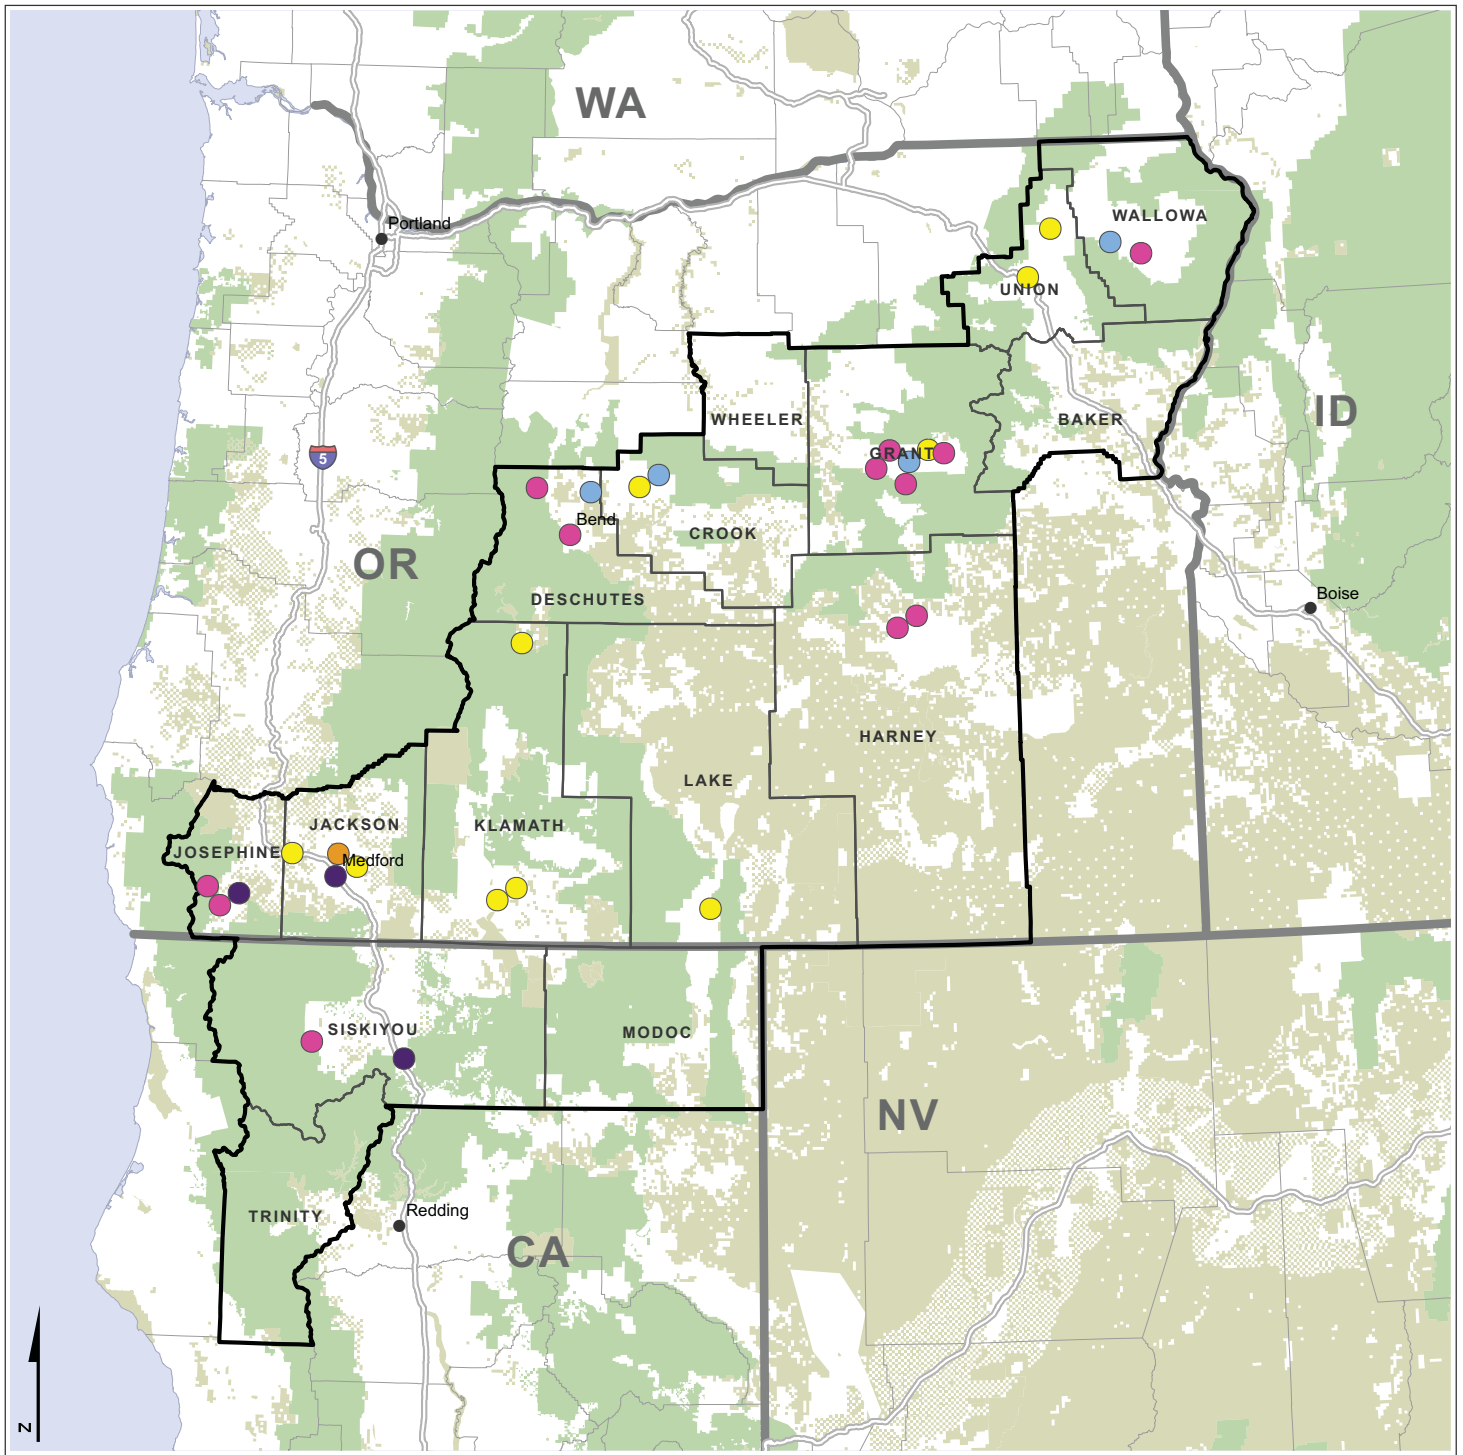 WA
Portland
WALLOWA
UNION
ID
WHEELER
BAKER
GRANT
5
Bend
CROOK
OR
DESCHUTES
Boise
HARNEY
LAKE
JACKSON
KLAMATH
JOSEPHINE
Medford
SISKIYOU
MODOC
NV
TRINITY
Redding
CA
N